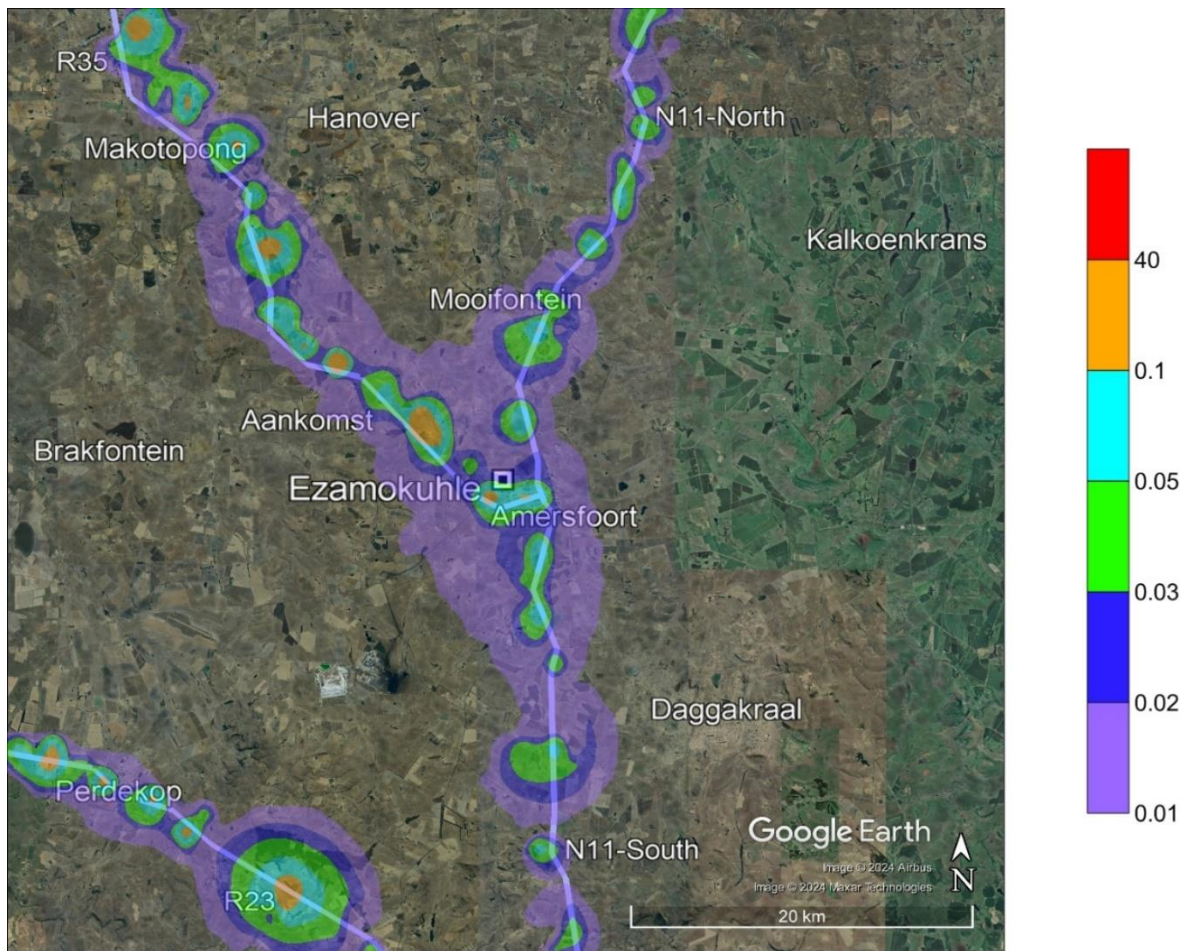 R35
Hanover
N11-North
Makotopong
Kalkoenkrans
Mooifontein
Aankomst
Brakfontein
Ezamokuhle
Amersfoort
Daggakraal
Perdekop
N11-South
R23
Google Earth
Image © 2024 Airbus
Image © 2024 Maxar Technologies
N
20 km
40
0.1
0.05
0.03
0.02
0.01